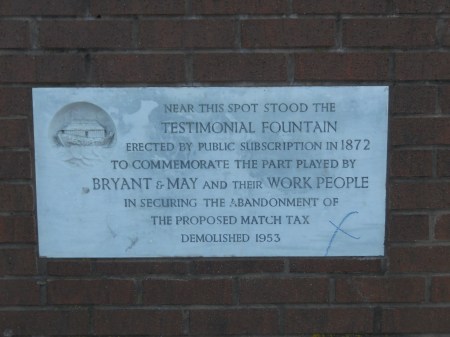 NEAR THIS SPOT STOOD THE
TESTIMONIAL FOUNTAIN
ERECTED BY PUBLIC SUBSCRIPTION IN 1872
TO COMMEMORATE THE PART PLAYED BY
BRYANT & MAY AND THEIR WORK PEOPLE
IN SECURING THE ABANDONMENT OF
THE PROPOSED MATCH TAX
DEMOLISHED 1953